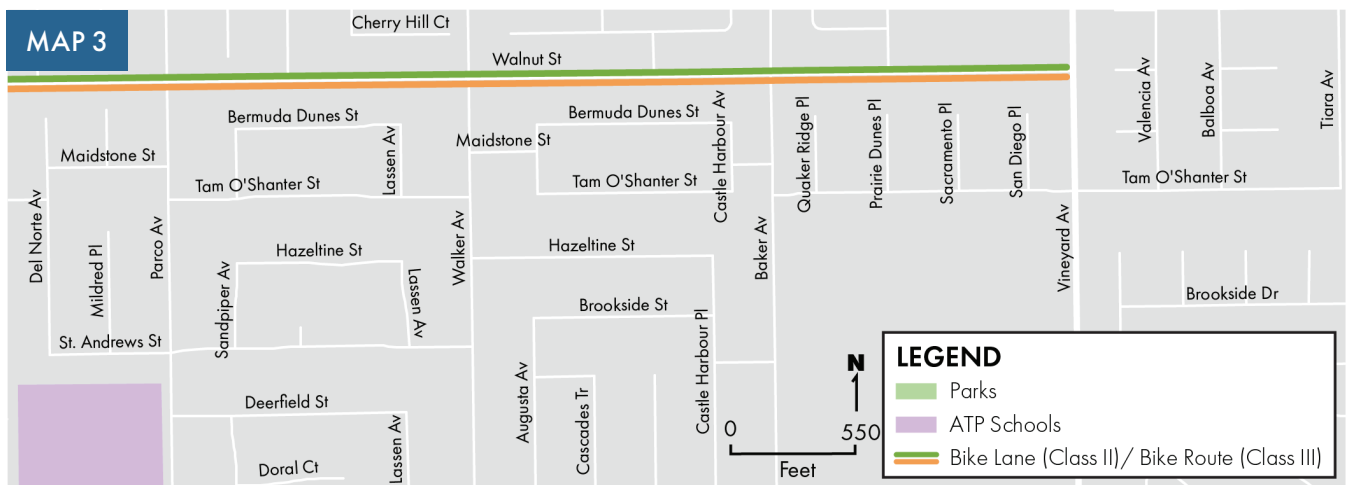 MAP 3
Cherry Hill Ct
Walnut St
Bermuda Dunes St
Bermuda Dunes St
Maidstone St
Maidstone St
Tam O'Shanter St
Tam O'Shanter St
Tam O'Shanter St
Lassen Av
Castle Harbour Av
Quaker Ridge Pl
Prairie Dunes Pl
Sacramento Pl
San Diego Pl
Valencia Av
Balboa Av
Tiara Av
Del Norte Av
Mildred Pl
Parco Av
Sandpiper Av
Hazeltine St
Lassen Av
Walker Av
Hazeltine St
Baker Av
Vineyard Av
Brookside St
Brookside Dr
St. Andrews St
Castle Harbour Pl
Augusta Av
Cascades Tr
Deerfield St
Doral Ct
Lassen Av
N
0
550
Feet
LEGEND
Parks
ATP Schools
Bike Lane (Class II)/ Bike Route (Class III)